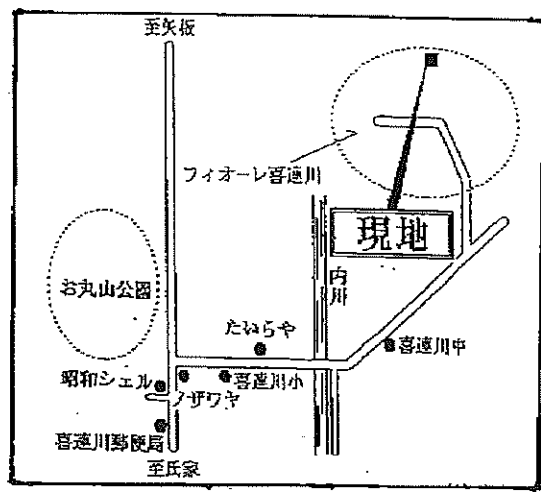 至矢板
フィオーレ喜連川
現地
内川
お丸山公園
たいらや
喜連川中
昭和シェル
喜連川小
ノザワヤ
喜連川郵便局
至氏家